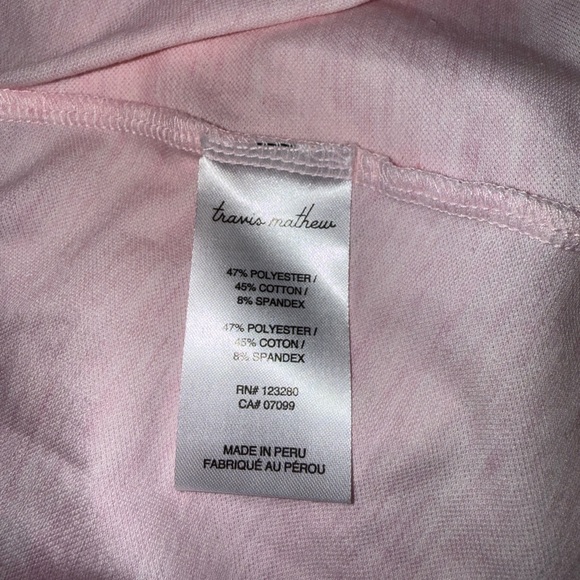 travis mathew
47% POLYESTER /
45% COTTON /
8% SPANDEX
47% POLYESTER /
45% COTON /
8% SPANDEX
RN# 123280
CA# 07099
MADE IN PERU
FABRIQUÉ AU PÉROU